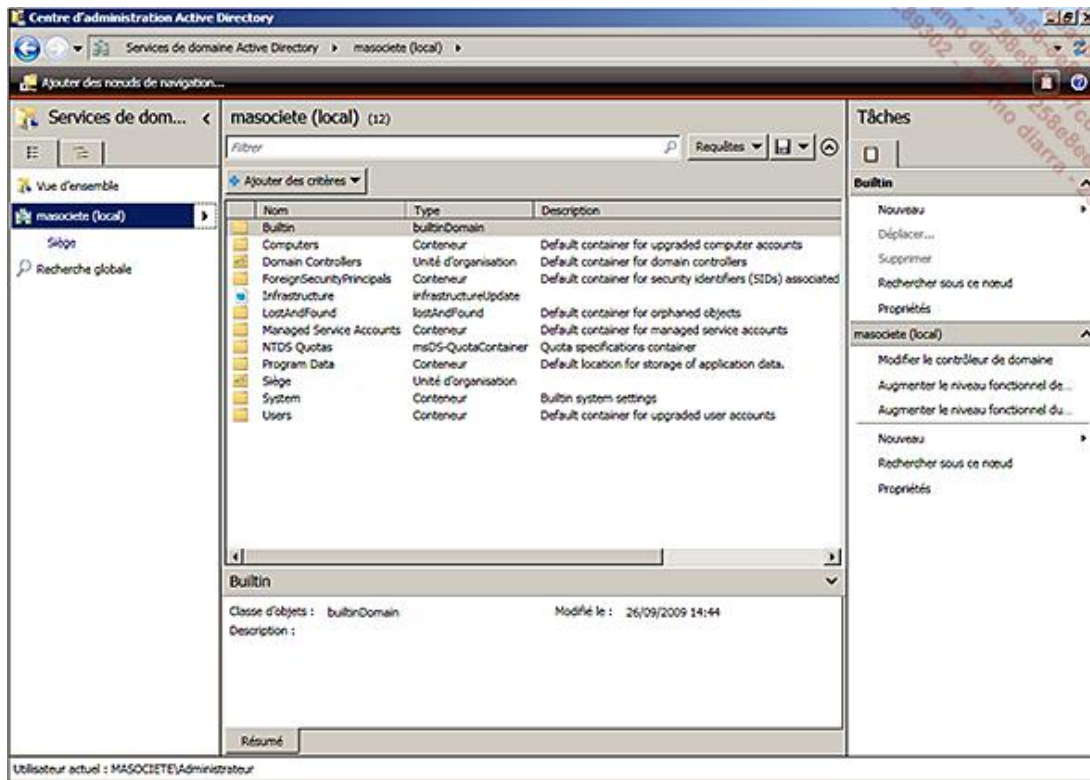 Centre d'administration Active Directory
Services de domaine Active Directory masociete (local)
Ajouter des nœuds de navigation...
Services de dom...
Vue d'ensemble
masociete (local)
Siège
Recherche globale
masociete (local) (12)
Filtrer
Requêtes
Ajouter des critères
Nom Type Description
Builtin builtinDomain
Computers Conteneur Default container for upgraded computer accounts
Domain Controllers Unité d'organisation Default container for domain controllers
ForeignSecurityPrincipals Conteneur Default container for security identifiers (SIDs) associated
Infrastructure infrastructureUpdate
LostAndFound lostAndFound Default container for orphaned objects
Managed Service Accounts Conteneur Default container for managed service accounts
NTDS Quotas msDS-QuotaContainer Quota specifications container
Program Data Conteneur Default location for storage of application data.
Siège Unité d'organisation
System Conteneur Builtin system settings
Users Conteneur Default container for upgraded user accounts
Builtin
Classe d'objets : builtinDomain Modifié le : 26/09/2009 14:44
Description :
Résumé
Tâches
Builtin
Nouveau
Déplacer...
Supprimer
Rechercher sous ce nœud
Propriétés
masociete (local)
Modifier le contrôleur de domaine
Augmenter le niveau fonctionnel de...
Augmenter le niveau fonctionnel du...
Nouveau
Rechercher sous ce nœud
Propriétés
Utilisateur actuel : MASOCIETE\Administrateur